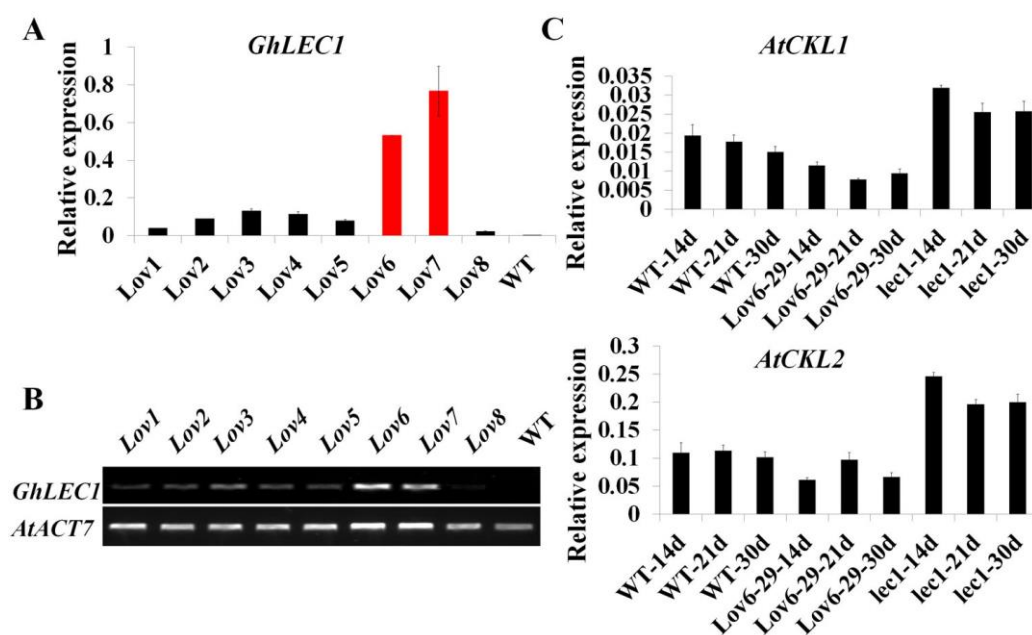 A
GhLEC1
Relative expression
1
0.8
0.6
0.4
0.2
0
Lov1
Lov2
Lov3
Lov4
Lov5
Lov6
Lov7
Lov8
WT
B
Lov1
Lov2
Lov3
Lov4
Lov5
Lov6
Lov7
Lov8
WT
GhLEC1
AtACT7
C
AtCKL1
Relative expression
0.035
0.03
0.025
0.02
0.015
0.01
0.005
0
WT-14d
WT-21d
WT-30d
Lov6-29-14d
Lov6-29-21d
Lov6-29-30d
lec1-14d
lec1-21d
lec1-30d
AtCKL2
Relative expression
0.3
0.25
0.2
0.15
0.1
0.05
0
WT-14d
WT-21d
WT-30d
Lov6-29-14d
Lov6-29-21d
Lov6-29-30d
lec1-14d
lec1-21d
lec1-30d